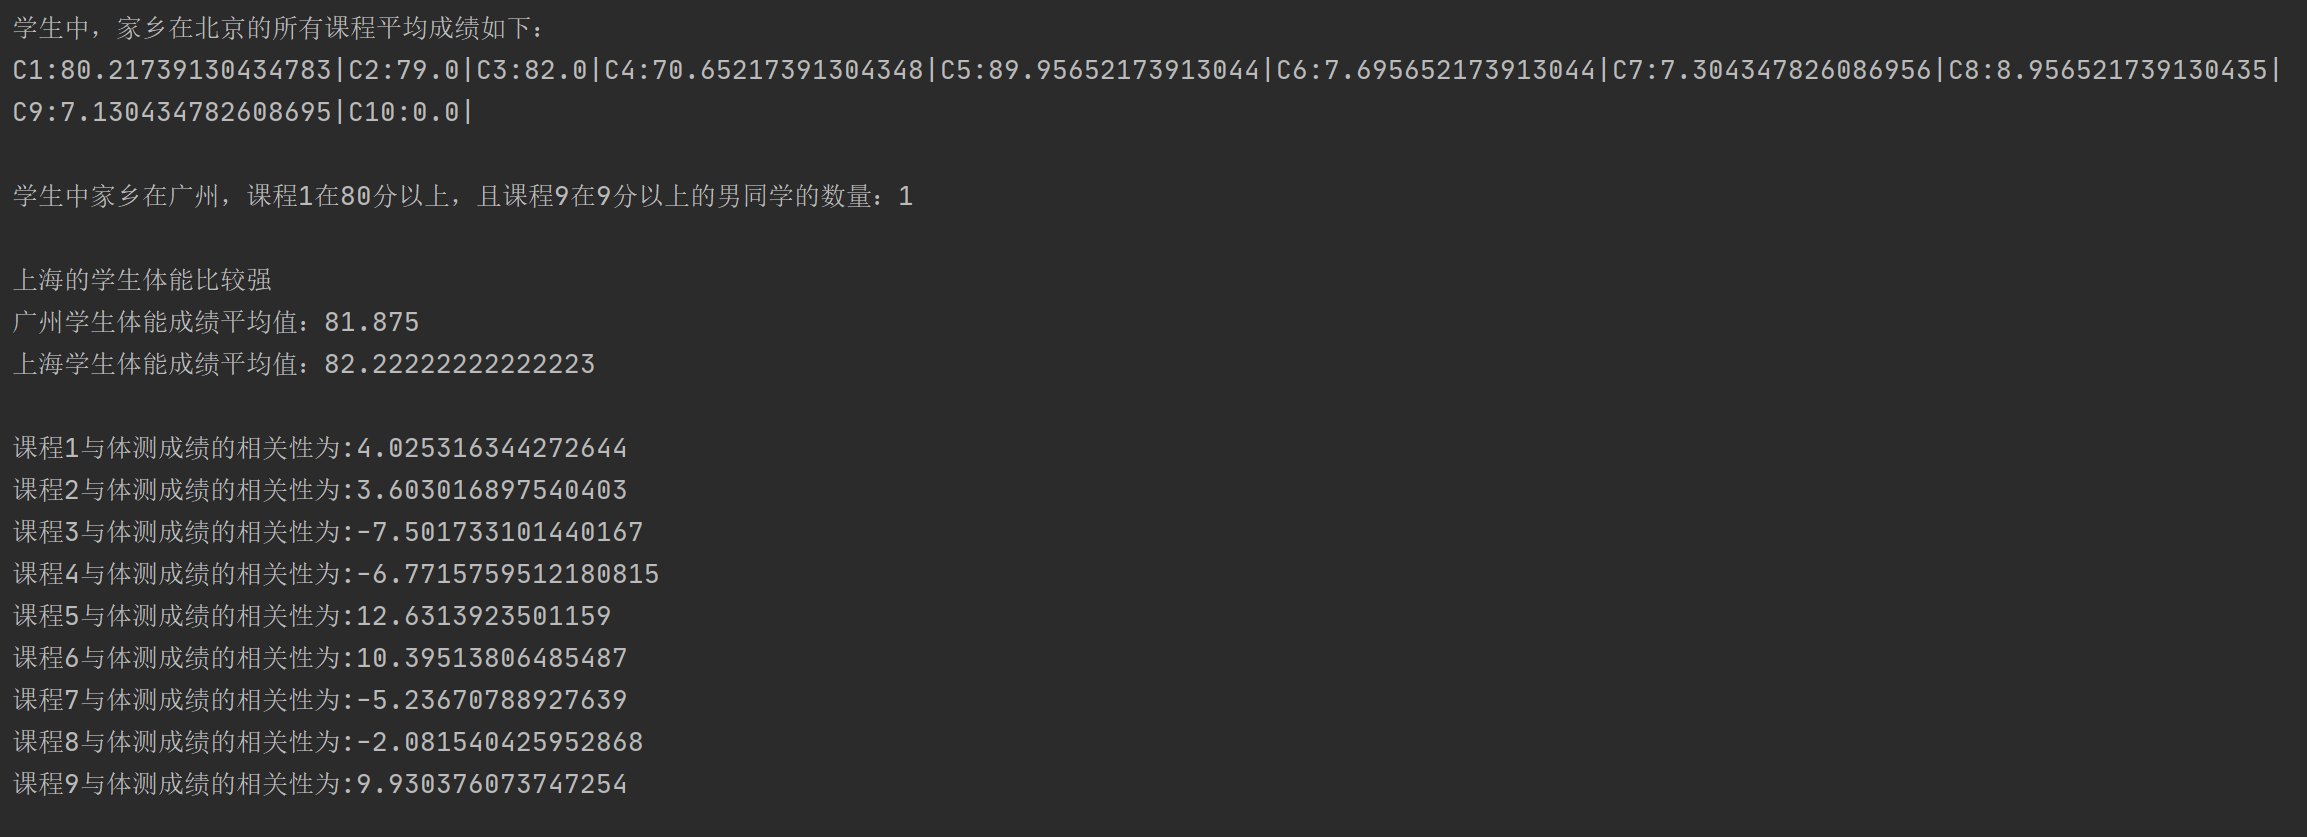 学生中，家乡在北京的所有课程平均成绩如下：
C1:80.21739130434783|C2:79.0|C3:82.0|C4:70.65217391304348|C5:89.95652173913044|C6:7.695652173913044|C7:7.304347826086956|C8:8.956521739130435|
C9:7.130434782608695|C10:0.0|
学生中家乡在广州，课程1在80分以上，且课程9在9分以上的男同学的数量：1
上海的学生体能比较强
广州学生体能成绩平均值：81.875
上海学生体能成绩平均值：82.22222222222223
课程1与体测成绩的相关性为:4.025316344272644
课程2与体测成绩的相关性为:3.603016897540403
课程3与体测成绩的相关性为:-7.501733101440167
课程4与体测成绩的相关性为:-6.7715759512180815
课程5与体测成绩的相关性为:12.6313923501159
课程6与体测成绩的相关性为:10.39513806485487
课程7与体测成绩的相关性为:-5.23670788927639
课程8与体测成绩的相关性为:-2.081540425952868
课程9与体测成绩的相关性为:9.930376073747254